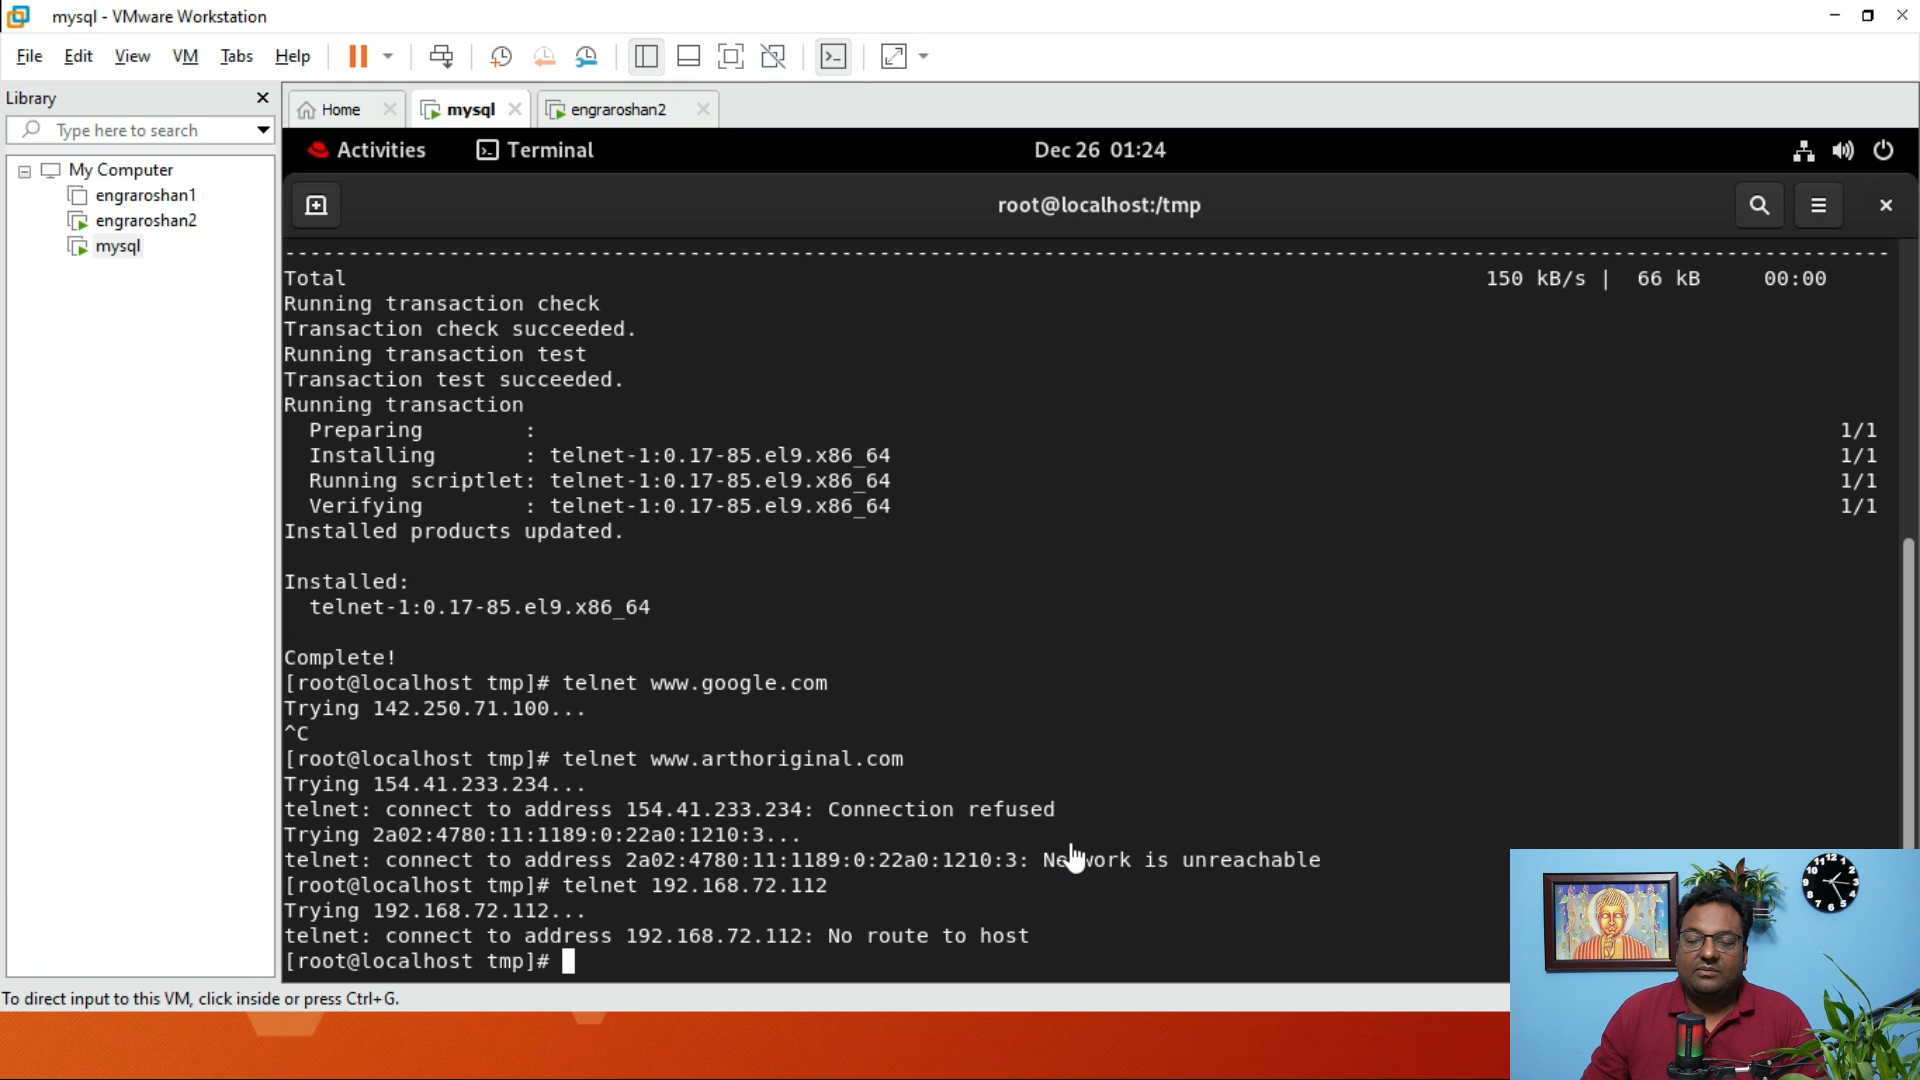 mysql - VMware Workstation
File Edit View VM Tabs Help
Library
Type here to search
My Computer
engraroshan1
engraroshan2
mysql
Home mysql engraroshan2
Activities Terminal Dec 26 01:24
root@localhost:/tmp
--------------------------------------------------------------------------------------------------------------------------------
Total 150 kB/s | 66 kB 00:00
Running transaction check
Transaction check succeeded.
Running transaction test
Transaction test succeeded.
Running transaction
Preparing : 1/1
Installing : telnet-1:0.17-85.el9.x86_64 1/1
Running scriptlet: telnet-1:0.17-85.el9.x86_64 1/1
Verifying : telnet-1:0.17-85.el9.x86_64 1/1
Installed products updated.
Installed:
telnet-1:0.17-85.el9.x86_64
Complete!
[root@localhost tmp]# telnet www.google.com
Trying 142.250.71.100...
^C
[root@localhost tmp]# telnet www.arthoriginal.com
Trying 154.41.233.234...
telnet: connect to address 154.41.233.234: Connection refused
Trying 2a02:4780:11:1189:0:22a0:1210:3...
telnet: connect to address 2a02:4780:11:1189:0:22a0:1210:3: Network is unreachable
[root@localhost tmp]# telnet 192.168.72.112
Trying 192.168.72.112...
telnet: connect to address 192.168.72.112: No route to host
[root@localhost tmp]#
To direct input to this VM, click inside or press Ctrl+G.